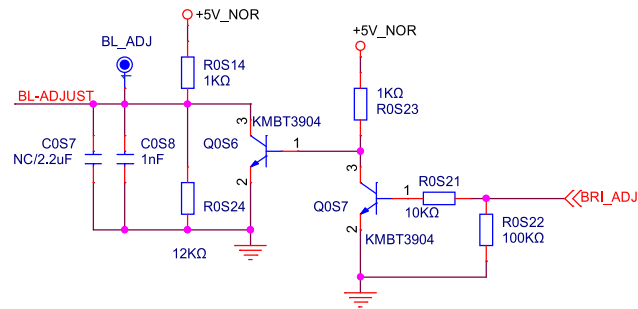 +5V_NOR
BL_ADJ
+5V_NOR
R0S14
1KΩ
BL-ADJUST
1KΩ
R0S23
3
KMBT3904
C0S7
NC/2.2uF
C0S8
1nF
Q0S6
1
2
3
R0S24
Q0S7
1
R0S21
10KΩ
BRI_ADJ
R0S22
100KΩ
2
KMBT3904
12KΩ